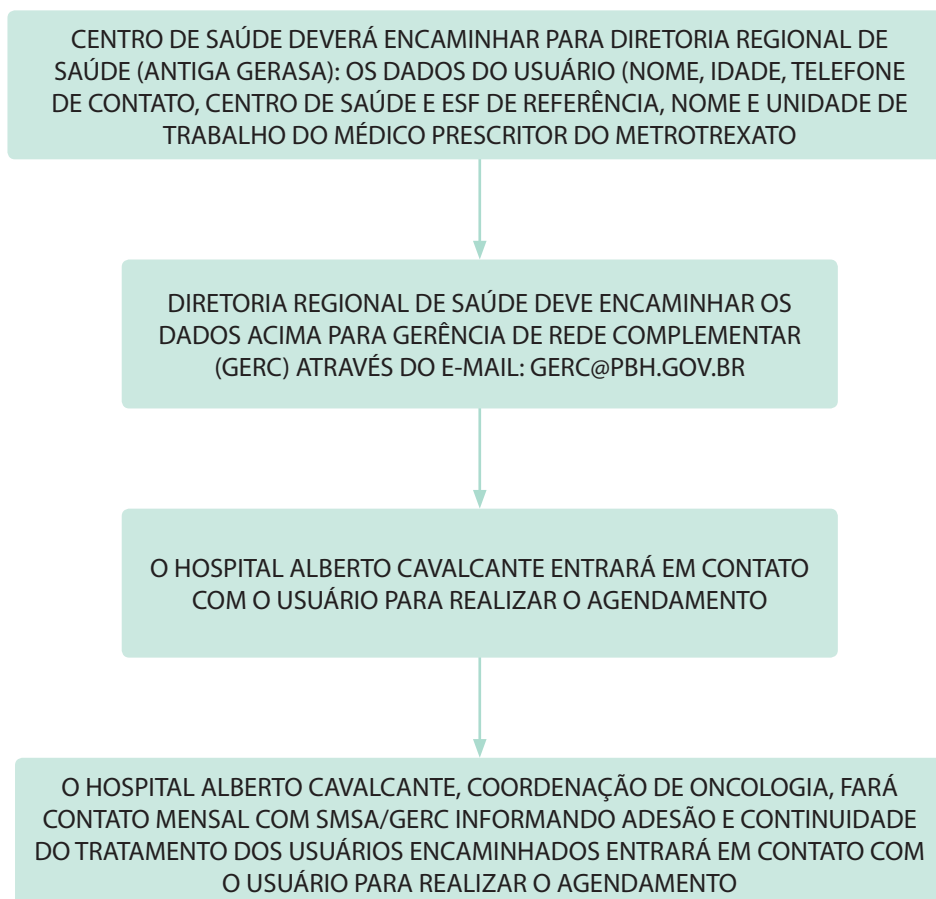 CENTRO DE SAÚDE DEVERÁ ENCAMINHAR PARA DIRETORIA REGIONAL DE
SAÚDE (ANTIGA GERASA): OS DADOS DO USUÁRIO (NOME, IDADE, TELEFONE
DE CONTATO, CENTRO DE SAÚDE E ESF DE REFERÊNCIA, NOME E UNIDADE DE
TRABALHO DO MÉDICO PRESCRITOR DO METROTREXATO
DIRETORIA REGIONAL DE SAÚDE DEVE ENCAMINHAR OS
DADOS ACIMA PARA GERÊNCIA DE REDE COMPLEMENTAR
(GERC) ATRAVÉS DO E-MAIL: GERC@PBH.GOV.BR
O HOSPITAL ALBERTO CAVALCANTE ENTRARÁ EM CONTATO
COM O USUÁRIO PARA REALIZAR O AGENDAMENTO
O HOSPITAL ALBERTO CAVALCANTE, COORDENAÇÃO DE ONCOLOGIA, FARÁ
CONTATO MENSAL COM SMSA/GERC INFORMANDO ADESÃO E CONTINUIDADE
DO TRATAMENTO DOS USUÁRIOS ENCAMINHADOS ENTRARÁ EM CONTATO COM
O USUÁRIO PARA REALIZAR O AGENDAMENTO